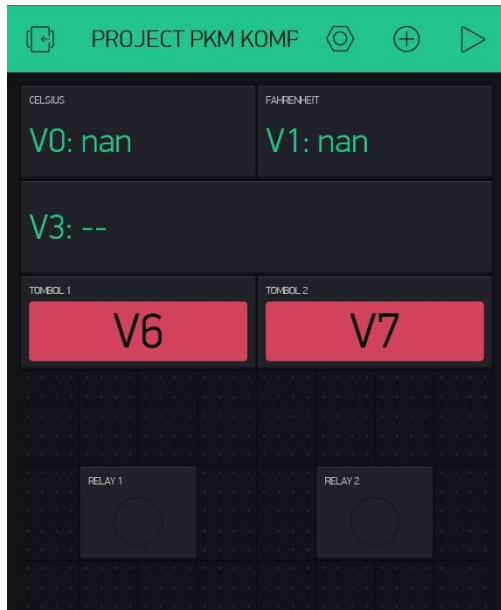 PROJECT PKM KOMP
CELSIUS
FAHRENHEIT
V0: nan
V1: nan
V3: --
TOMBOL 1
TOMBOL 2
V6
V7
RELAY 1
RELAY 2